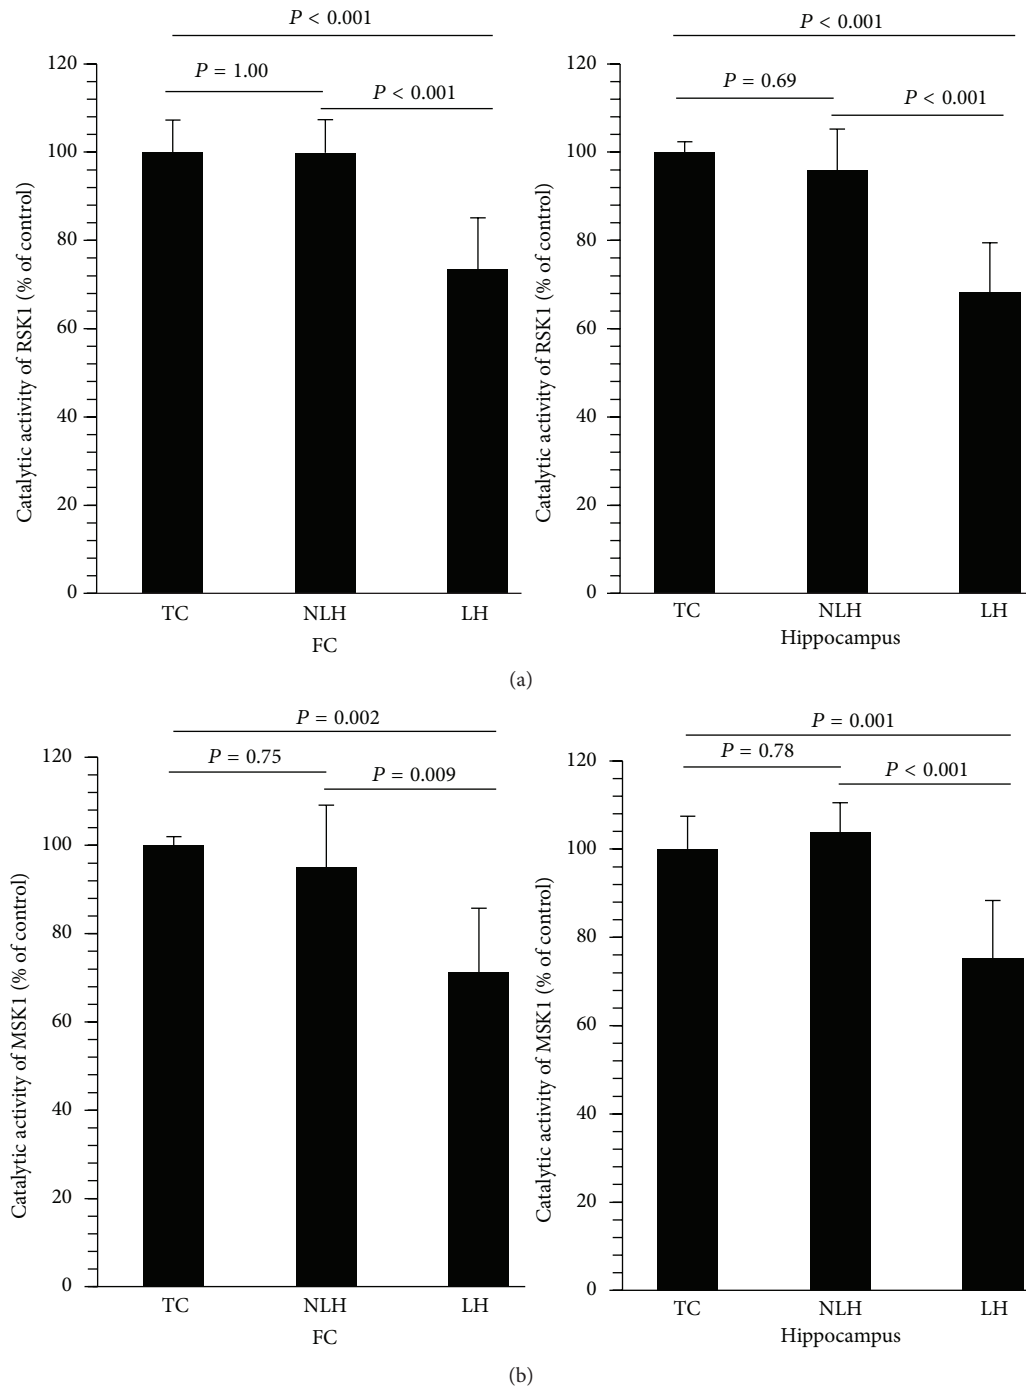 P < 0.001
P = 1.00
P < 0.001
120
100
80
60
40
20
0
Catalytic activity of RSK1 (% of control)
TC NLH LH
FC
P < 0.001
P = 0.69
P < 0.001
120
100
80
60
40
20
0
Catalytic activity of RSK1 (% of control)
TC NLH LH
Hippocampus
(a)
P = 0.002
P = 0.75
P = 0.009
120
100
80
60
40
20
0
Catalytic activity of MSK1 (% of control)
TC NLH LH
FC
P = 0.001
P = 0.78
P < 0.001
120
100
80
60
40
20
0
Catalytic activity of MSK1 (% of control)
TC NLH LH
Hippocampus
(b)